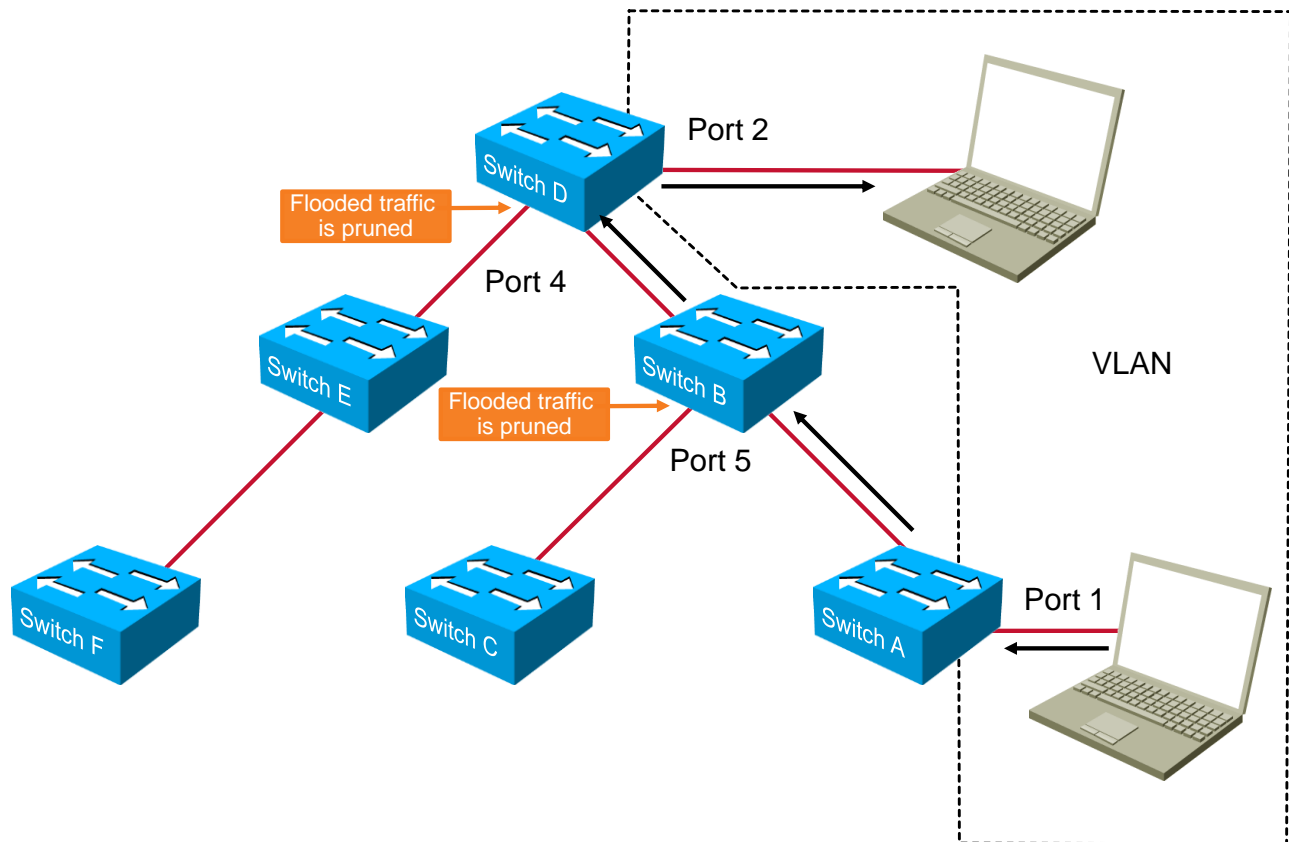 Port 2
Switch D
Flooded traffic
is pruned
Port 4
Switch E
Switch B
VLAN
Flooded traffic
is pruned
Port 5
Switch F
Switch C
Switch A
Port 1